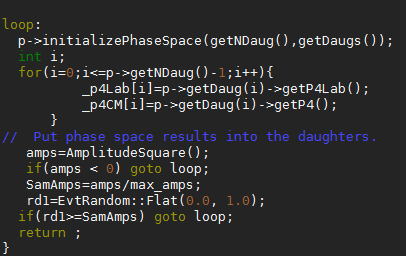 loop:
p->initializePhaseSpace(getNDaug(),getDaugs());
int i;
for(i=0;i<=p->getNDaug()-1;i++){
_p4Lab[i]=p->getDaug(i)->getP4Lab();
_p4CM[i]=p->getDaug(i)->getP4();
}
// Put phase space results into the daughters.
amps=AmplitudeSquare();
if(amps < 0) goto loop;
SamAmps=amps/max_amps;
rd1=EvtRandom::Flat(0.0, 1.0);
if(rd1>=SamAmps) goto loop;
return ;
}